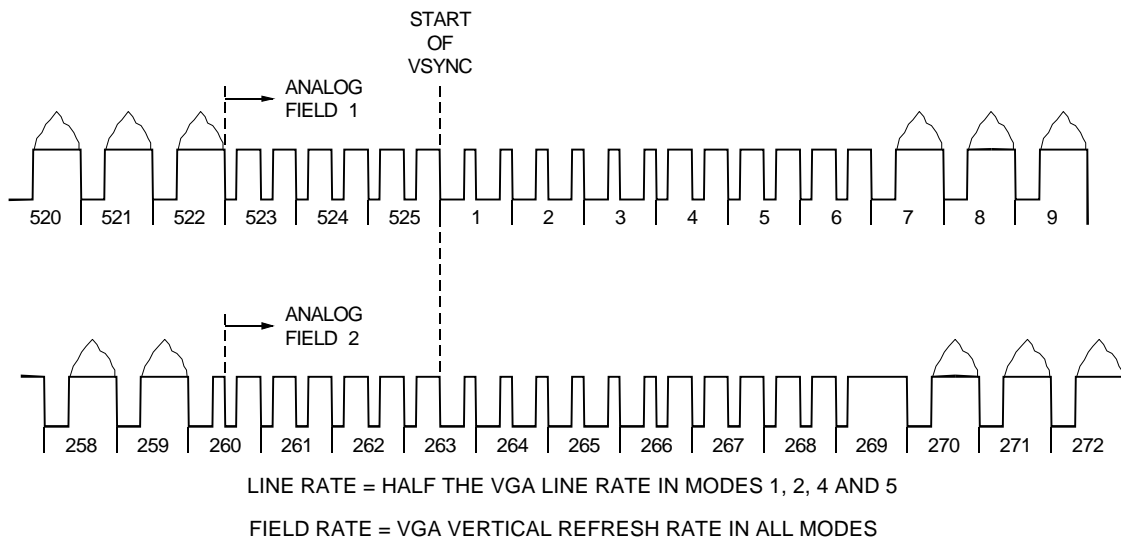 START
OF
VSYNC
ANALOG
FIELD 1
520 521 522 523 524 525 1 2 3 4 5 6 7 8 9
ANALOG
FIELD 2
258 259 260 261 262 263 264 265 266 267 268 269 270 271 272
LINE RATE = HALF THE VGA LINE RATE IN MODES 1, 2, 4 AND 5
FIELD RATE = VGA VERTICAL REFRESH RATE IN ALL MODES